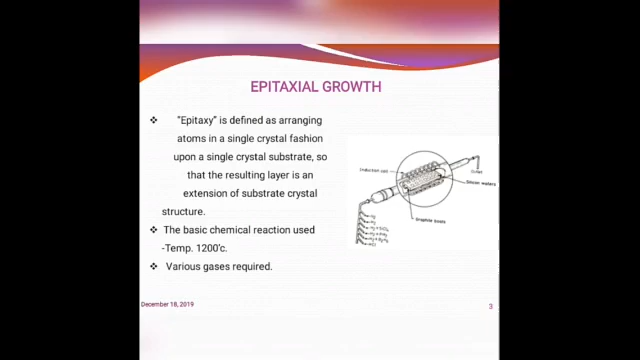 EPITAXIAL GROWTH
"Epitaxy" is defined as arranging
atoms in a single crystal fashion
upon a single crystal substrate, so
that the resulting layer is an
extension of substrate crystal
structure.
The basic chemical reaction used
-Temp. 1200'c.
Various gases required.
Induction coil
Outlet
Silicon wafers
Graphite boats
December 18, 2019
3